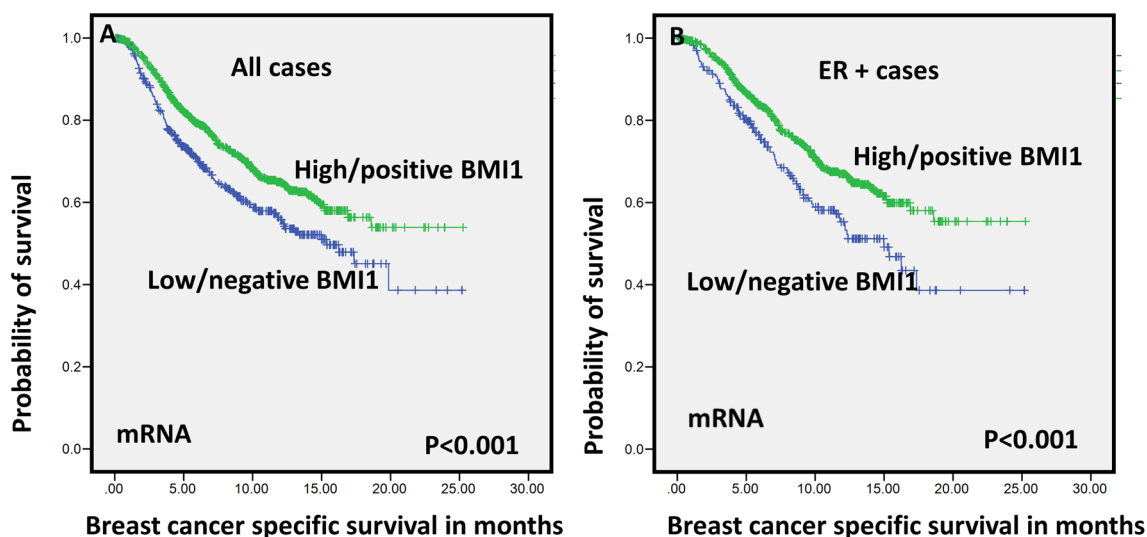 A
All cases
High/positive BMI1
Low/negative BMI1
mRNA
P<0.001
Probability of survival
1.0
0.8
0.6
0.4
0.2
0.0
.00 5.00 10.00 15.00 20.00 25.00 30.00
Breast cancer specific survival in months
B
ER + cases
High/positive BMI1
Low/negative BMI1
mRNA
P<0.001
Probability of survival
1.0
0.8
0.6
0.4
0.2
0.0
.00 5.00 10.00 15.00 20.00 25.00 30.00
Breast cancer specific survival in months